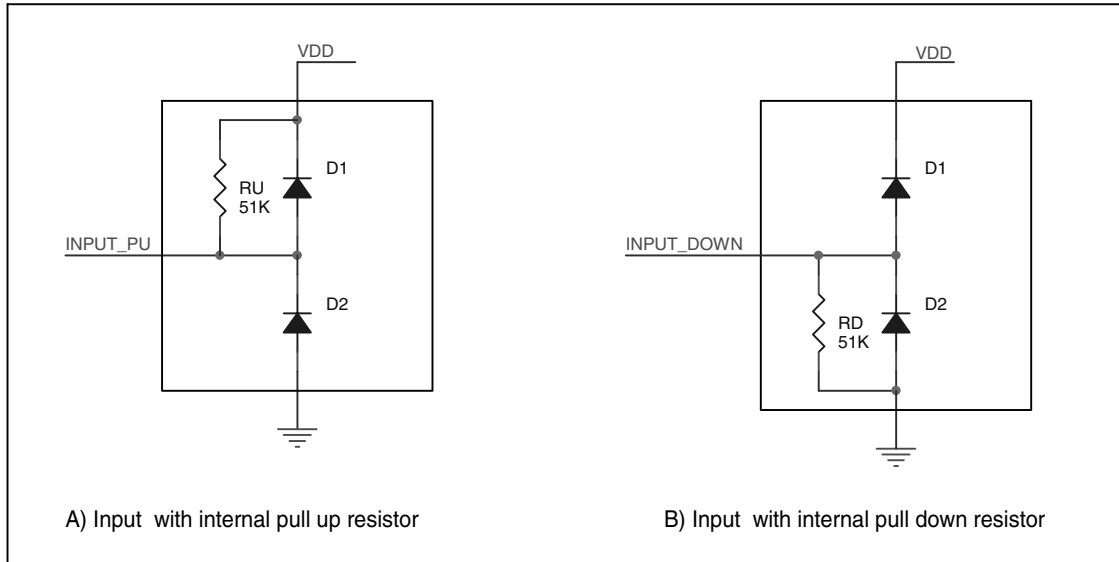 VDD
D1
RU
51K
INPUT_PU
D2
A) Input with internal pull up resistor
VDD
D1
INPUT_DOWN
D2
RD
51K
B) Input with internal pull down resistor